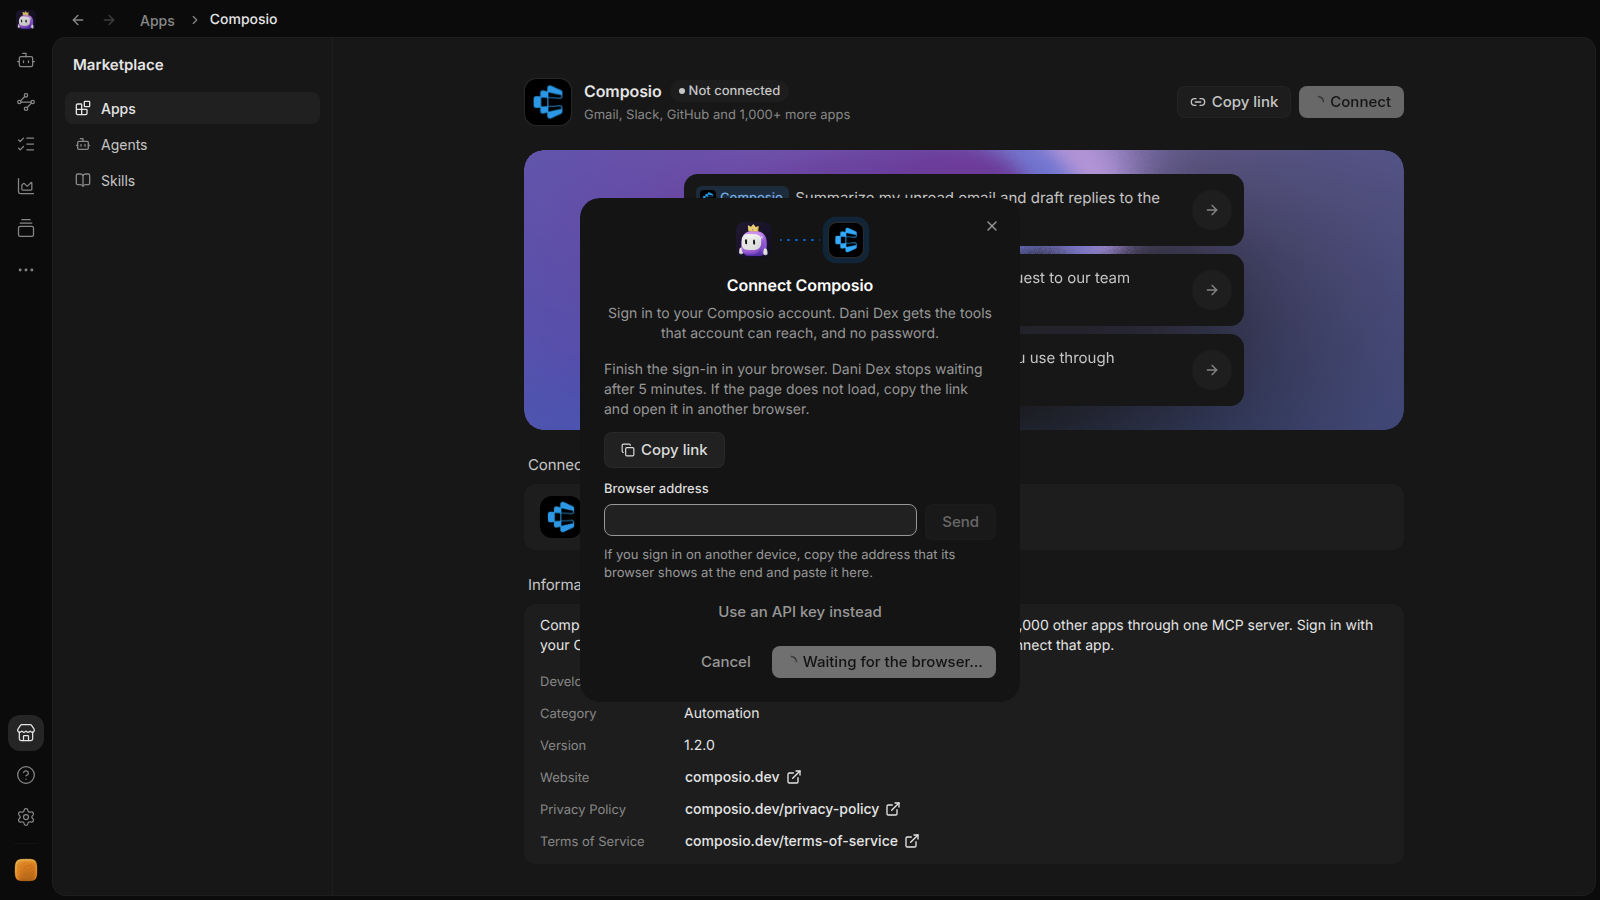 Apps > Composio
Marketplace
Apps
Agents
Skills
Composio
Not connected
Gmail, Slack, GitHub and 1,000+ more apps
Copy link
Connect
Composio Summarize my unread email and draft replies to the
to our team
use through
Connect Composio
Sign in to your Composio account. Dani Dex gets the tools
that account can reach, and no password.
Finish the sign-in in your browser. Dani Dex stops waiting
after 5 minutes. If the page does not load, copy the link
and open it in another browser.
Copy link
Browser address
Send
If you sign in on another device, copy the address that its
browser shows at the end and paste it here.
Use an API key instead
Cancel
Waiting for the browser...
,000 other apps through one MCP server. Sign in with
your
that app.
Category Automation
Version 1.2.0
Website composio.dev
Privacy Policy composio.dev/privacy-policy
Terms of Service composio.dev/terms-of-service